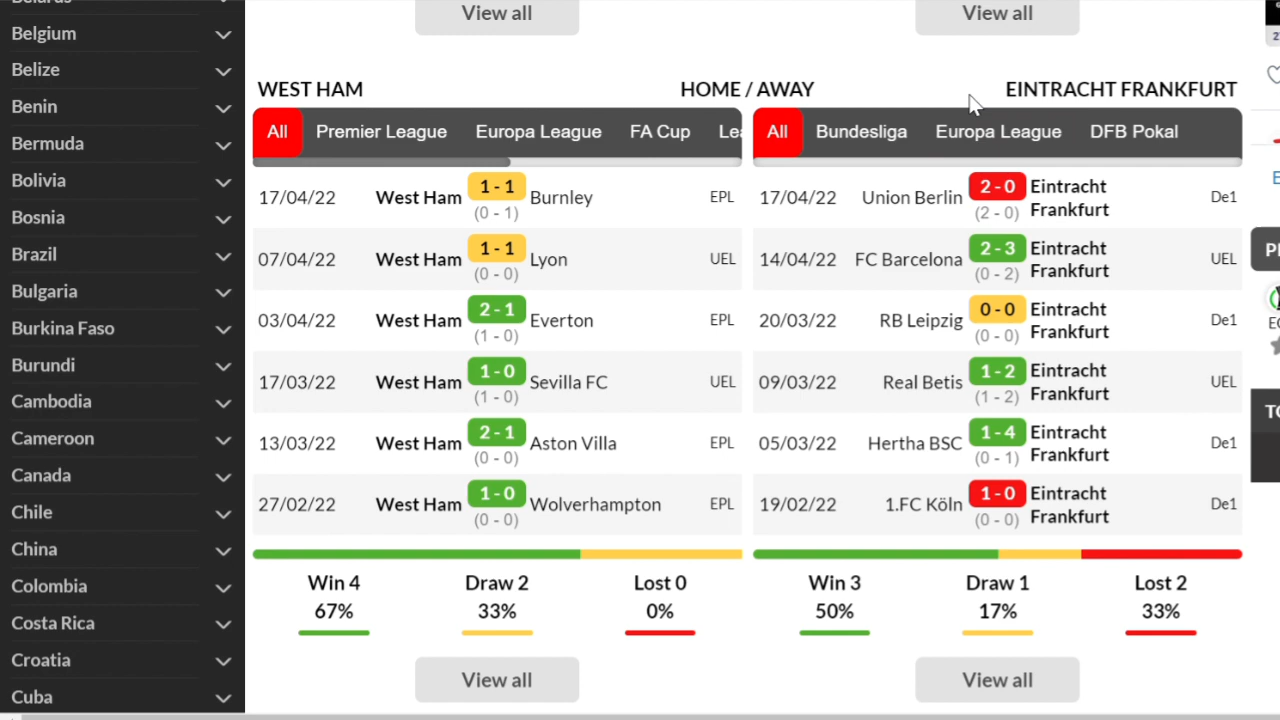 Belgium
Belize
Benin
Bermuda
Bolivia
Bosnia
Brazil
Bulgaria
Burkina Faso
Burundi
Cambodia
Cameroon
Canada
Chile
China
Colombia
Costa Rica
Croatia
Cuba
View all View all
WEST HAM HOME / AWAY EINTRACHT FRANKFURT
All Premier League Europa League FA Cup
All Bundesliga Europa League DFB Pokal
17/04/22 West Ham 1 - 1 Burnley EPL
(0 - 1)
07/04/22 West Ham 1 - 1 Lyon UEL
(0 - 0)
03/04/22 West Ham 2 - 1 Everton EPL
(1 - 0)
17/03/22 West Ham 1 - 0 Sevilla FC UEL
(1 - 0)
13/03/22 West Ham 2 - 1 Aston Villa EPL
(0 - 0)
27/02/22 West Ham 1 - 0 Wolverhampton EPL
(0 - 0)
Win 4 Draw 2 Lost 0
67% 33% 0%
View all
17/04/22 Union Berlin 2 - 0 Eintracht De1
(2 - 0) Frankfurt
14/04/22 FC Barcelona 2 - 3 Eintracht UEL
(0 - 2) Frankfurt
20/03/22 RB Leipzig 0 - 0 Eintracht De1
(0 - 0) Frankfurt
09/03/22 Real Betis 1 - 2 Eintracht UEL
(1 - 2) Frankfurt
05/03/22 Hertha BSC 1 - 4 Eintracht De1
(0 - 1) Frankfurt
19/02/22 1.FC Köln 1 - 0 Eintracht De1
(0 - 0) Frankfurt
Win 3 Draw 1 Lost 2
50% 17% 33%
View all